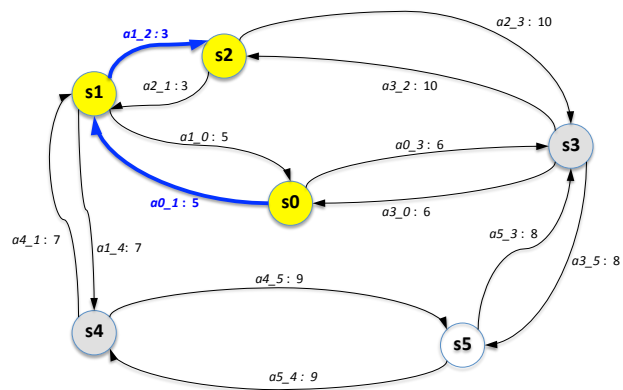 a1_2 : 3
a2_3 : 10
s2
s1
a2_1 : 3
a3_2 : 10
a1_0 : 5
a0_3 : 6
s3
a0_1 : 5
s0
a3_0 : 6
a4_1 : 7
a1_4: 7
a5_3 : 8
a3_5 : 8
a4_5 : 9
s4
s5
a5_4 : 9